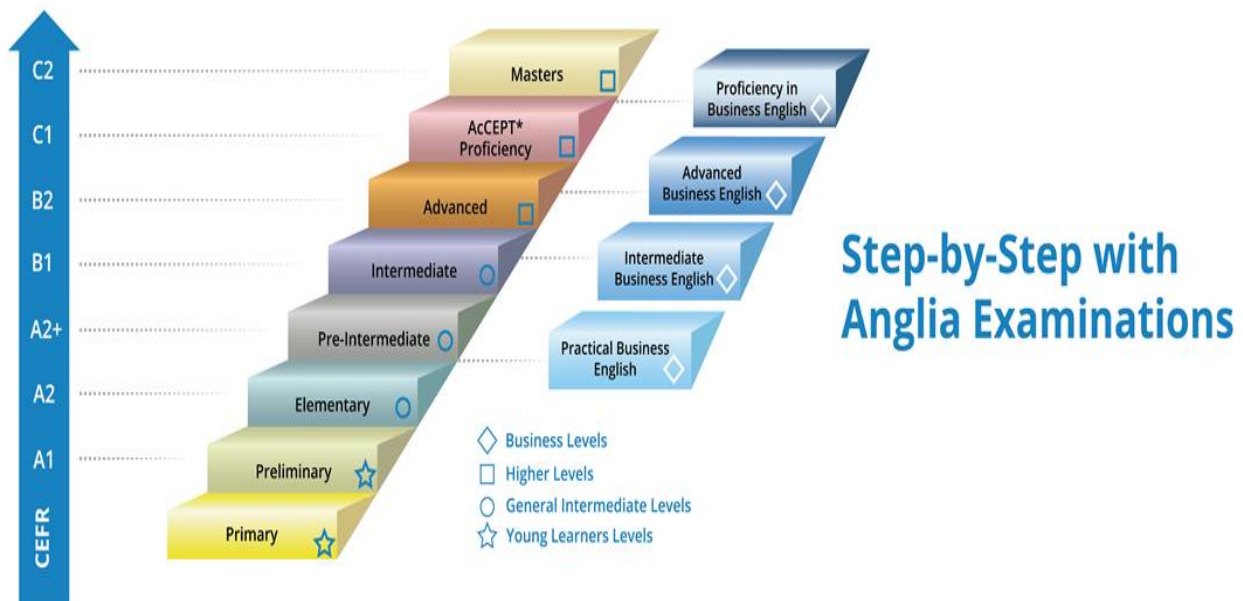 C2
C1
B2
B1
A2+
A2
A1
CEFR
Masters
AcCEPT*
Proficiency
Advanced
Intermediate
Pre-Intermediate
Elementary
Preliminary
Primary
Proficiency in
Business English
Advanced
Business English
Intermediate
Business English
Practical Business
English
Business Levels
Higher Levels
General Intermediate Levels
Young Learners Levels
Step-by-Step with
Anglia Examinations